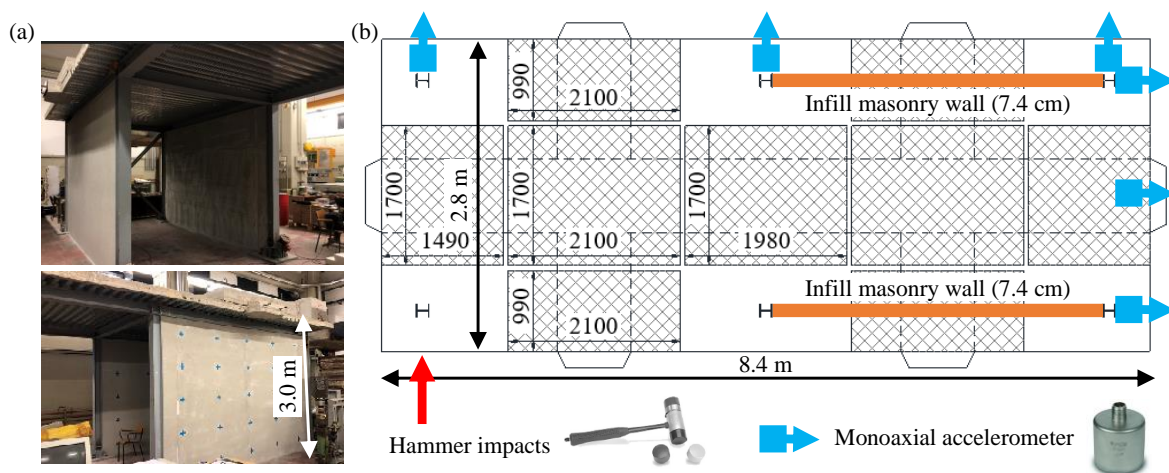 (a)
3.0 m
(b)
990
2100
Infill masonry wall (7.4 cm)
1700
2.8 m
1700
1700
1490
2100
1980
990
2100
Infill masonry wall (7.4 cm)
8.4 m
Hammer impacts
Monoaxial accelerometer